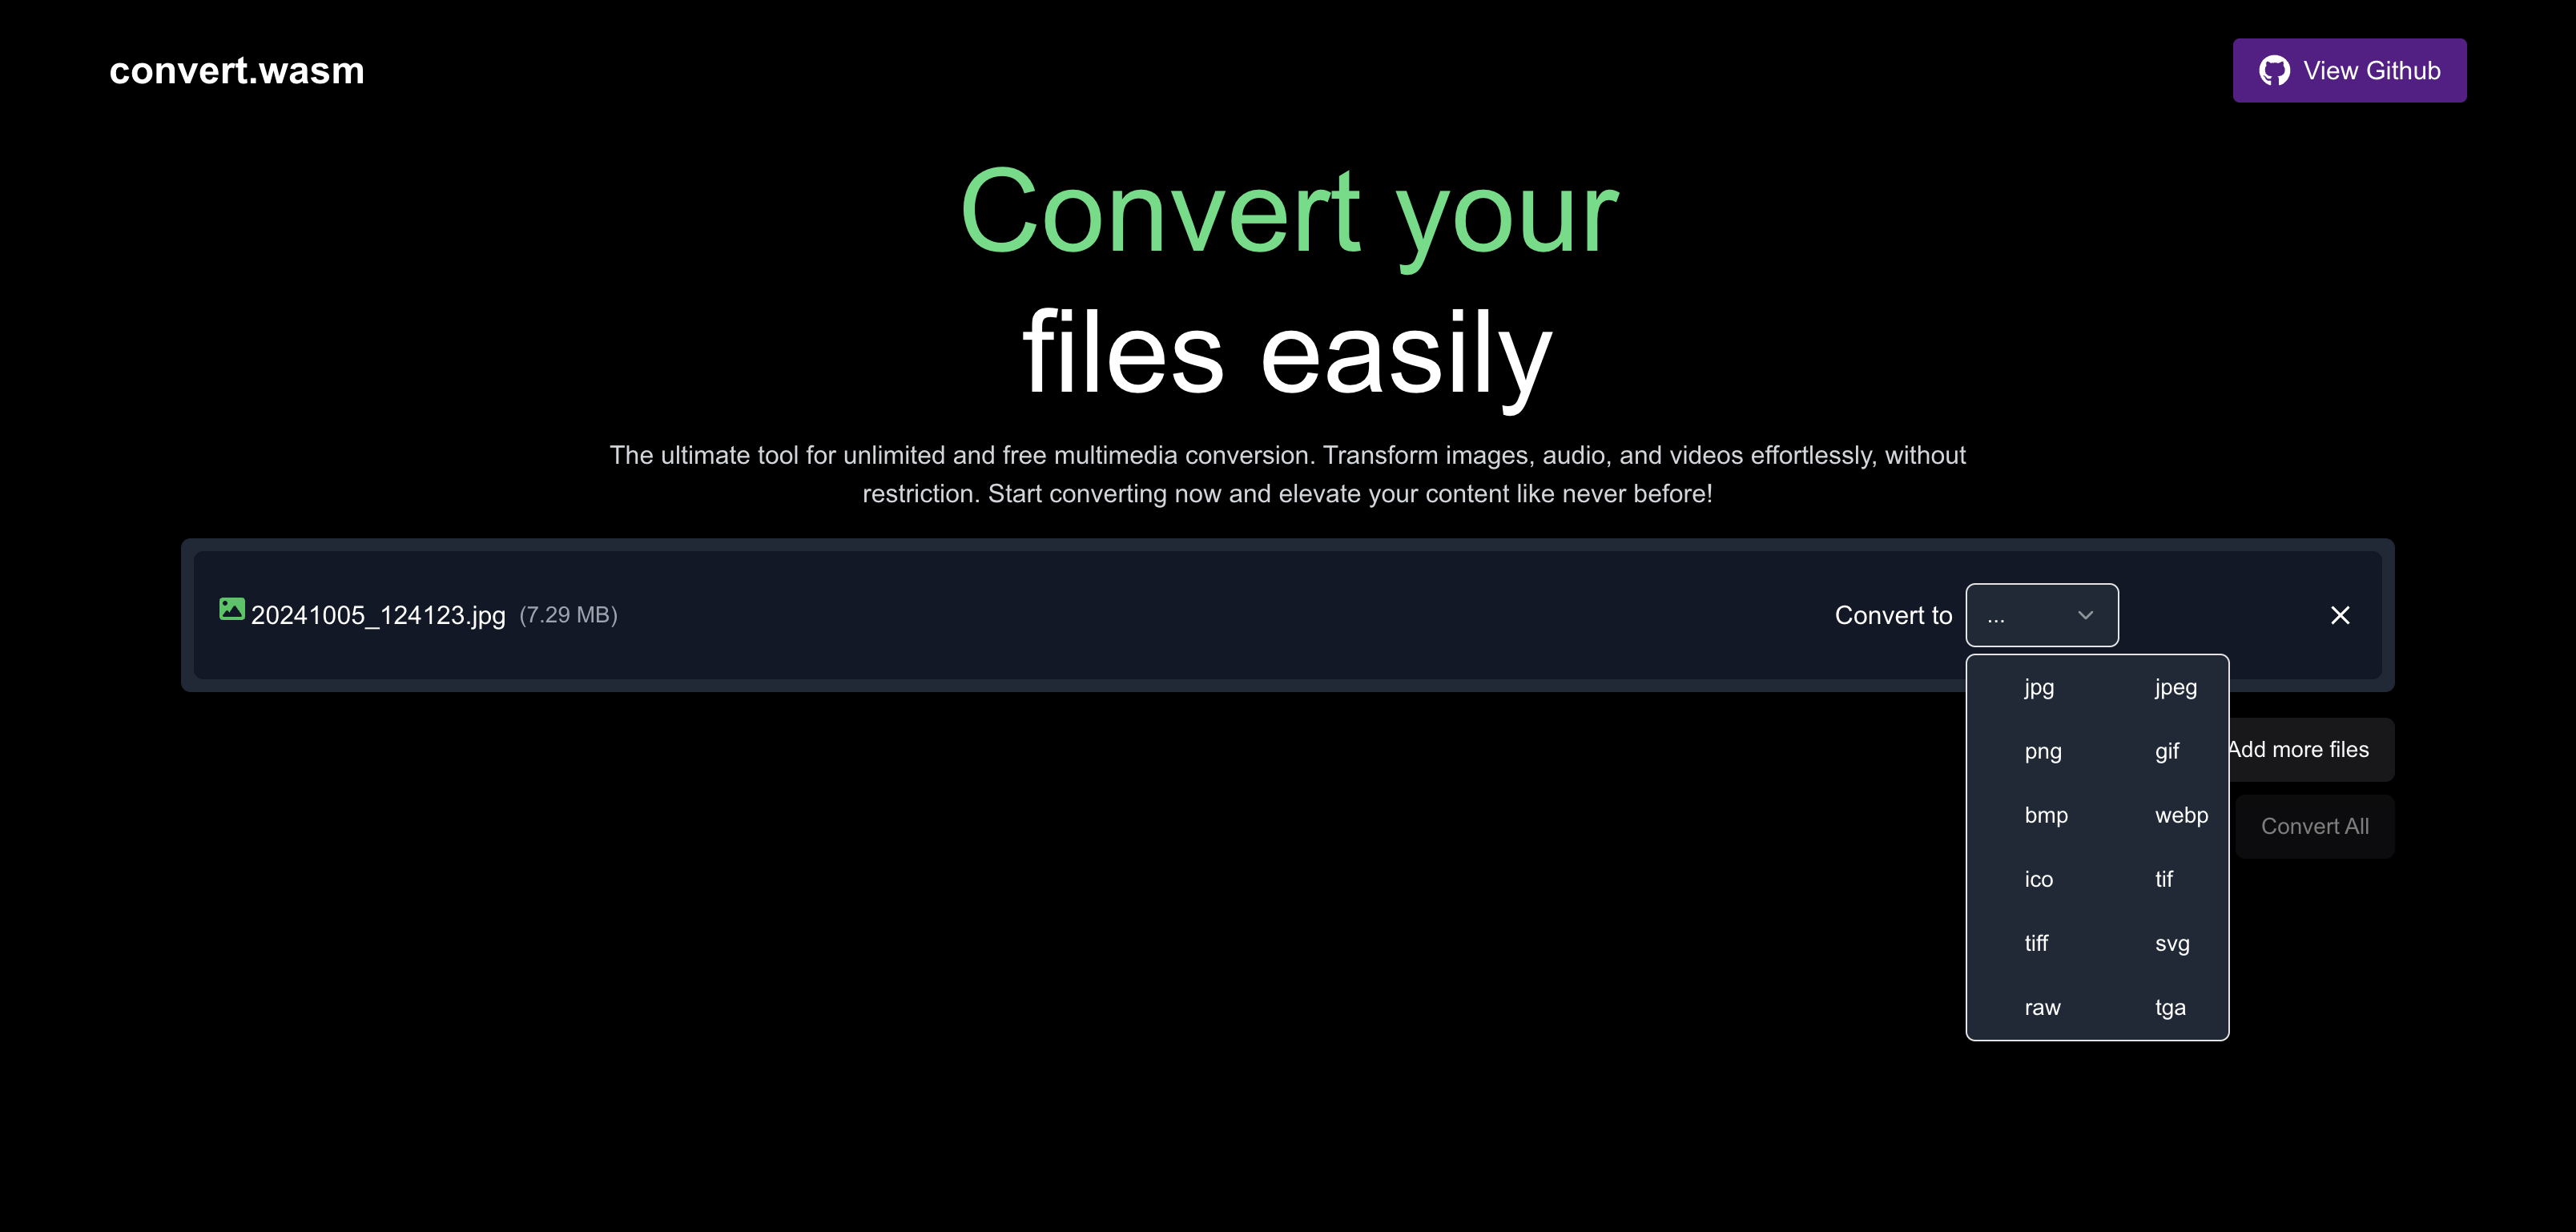 convert.wasm
View Github
Convert your
files easily
The ultimate tool for unlimited and free multimedia conversion. Transform images, audio, and videos effortlessly, without
restriction. Start converting now and elevate your content like never before!
20241005_124123.jpg (7.29 MB)
Convert to ...
jpg jpeg
png gif
Add more files
bmp webp
Convert All
ico tif
tiff svg
raw tga